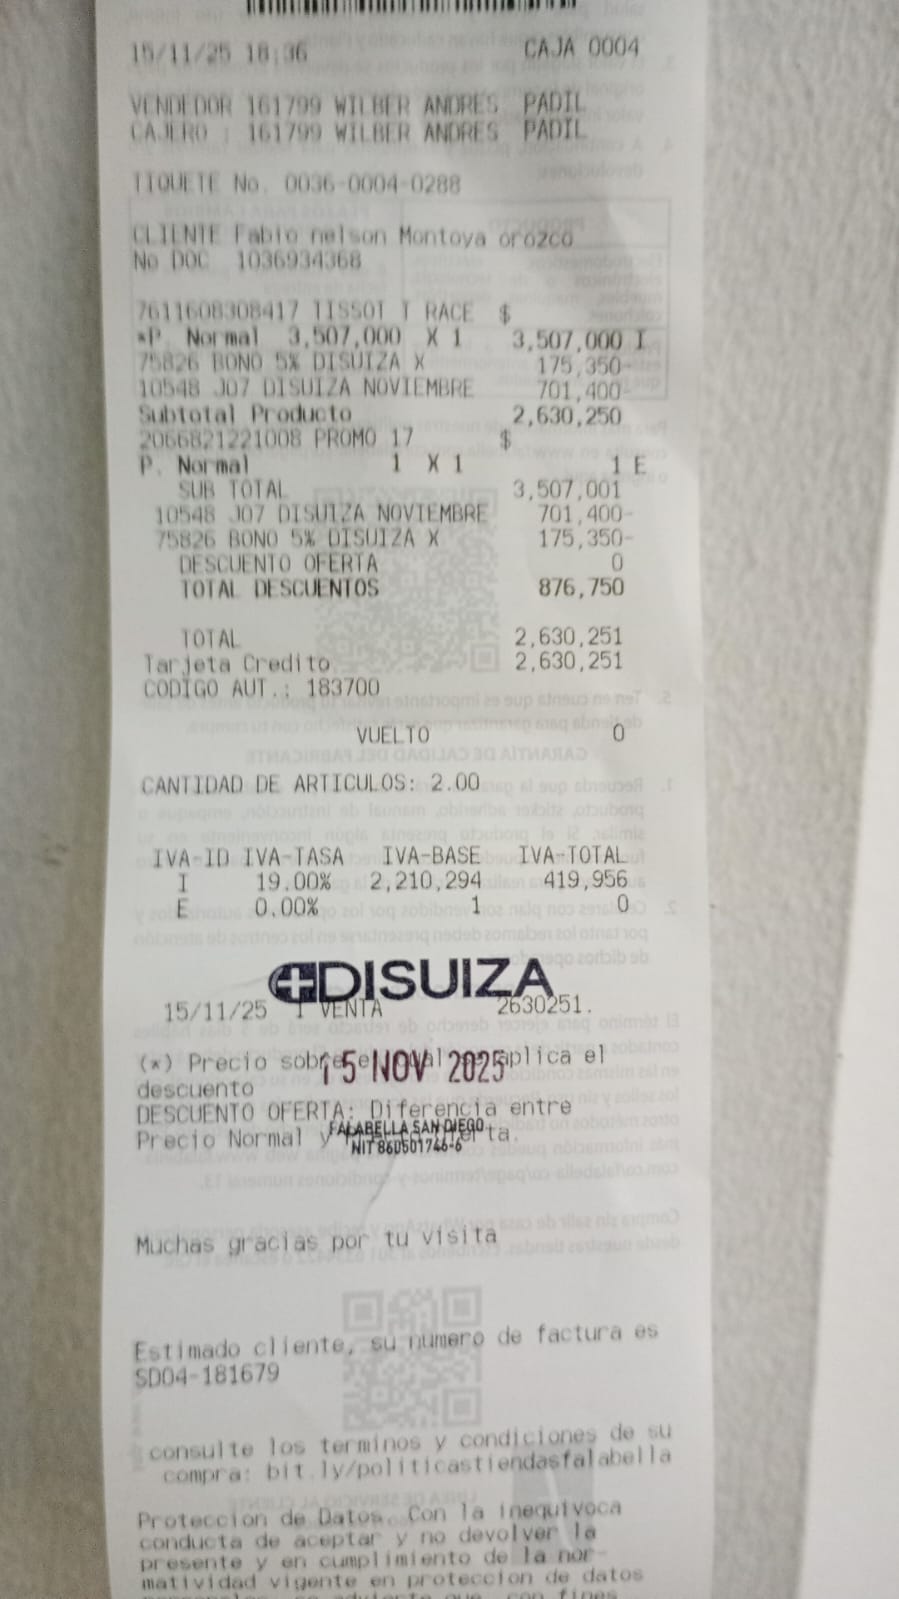 15/11/25 18:36 CAJA 0004
VENDEDOR 161799 WILBER ANDRES PADIL
CAJERO : 161799 WILBER ANDRES PADIL
TIQUETE No. 0036-0004-0288
CLIENTE Fabio nelson Montoya orozco
No DOC 1036934368
7611608308417 TISSOT T RACE $
*P. Normal 3,507,000 X 1 3,507,000 I
75826 BONO 5% DISUIZA X 175,350-
10548 J07 DISUIZA NOVIEMBRE 701,400-
Subtotal Producto 2,630,250
2066821221008 PROMO 17 $
P. Normal 1 X 1 1 E
SUB TOTAL 3,507,001
10548 J07 DISUIZA NOVIEMBRE 701,400-
75826 BONO 5% DISUIZA X 175,350-
DESCUENTO OFERTA 0
TOTAL DESCUENTOS 876,750
TOTAL 2,630,251
Tarjeta Credito 2,630,251
CODIGO AUT.: 183700
VUELTO 0
CANTIDAD DE ARTICULOS: 2.00
IVA-ID IVA-TASA IVA-BASE IVA-TOTAL
I 19.00% 2,210,294 419,956
E 0.00% 1 0
DISUIZA
15/11/25 1 VENTA 2630251.
(*) Precio sobre el aplica el
15 NOV 2025
descuento
DESCUENTO OFERTA: Diferencia entre
FALABELLA SAN DIEGO
Precio Normal y
NIT 860501746-6
Muchas gracias por tu visita
Estimado cliente, su numero de factura es
SD04-181679
consulte los terminos y condiciones de su
compra: bit.ly/politicastiendasfalabella
Proteccion de Datos. Con la inequivoca
conducta de aceptar y no devolver la
presente y en cumplimiento de la nor-
matividad vigente en proteccion de datos